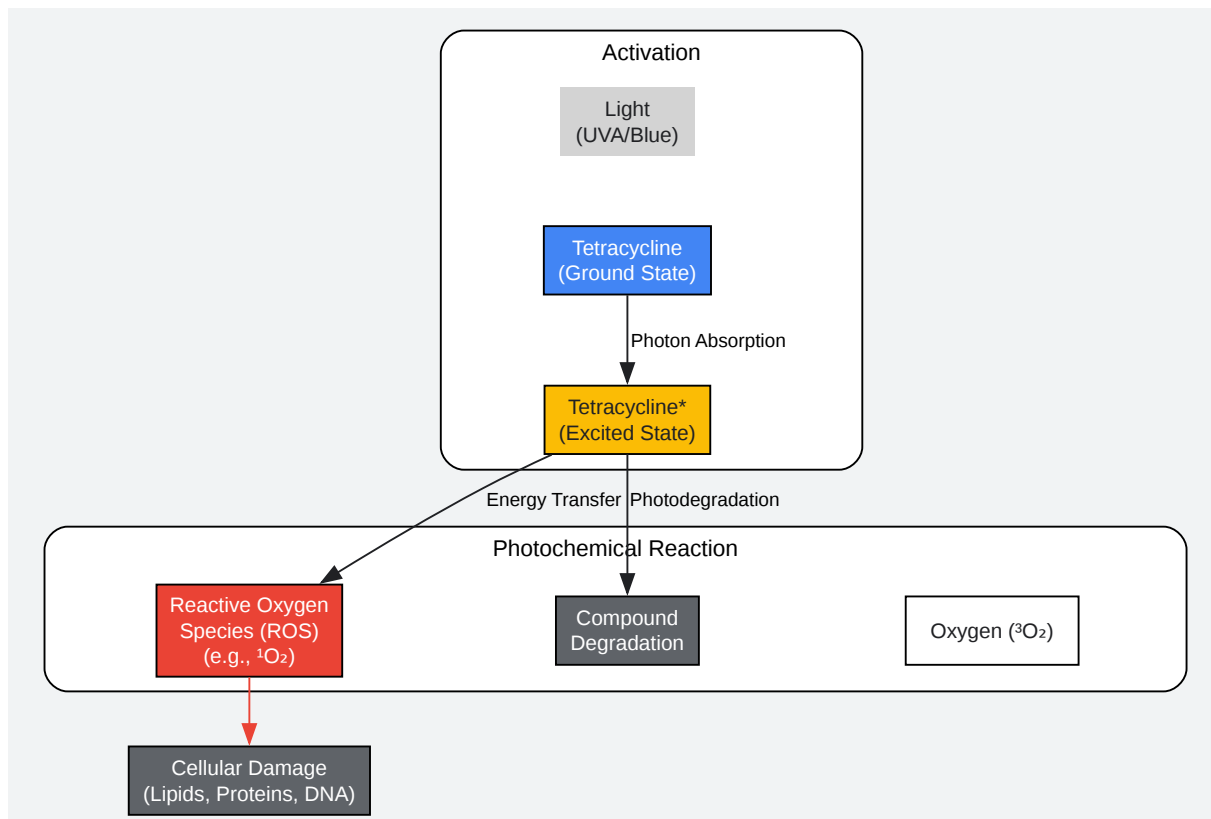 Activation
Light
(UVA/Blue)
Tetracycline
(Ground State)
Photon Absorption
Tetracycline*
(Excited State)
Energy Transfer
Photodegradation
Photochemical Reaction
Reactive Oxygen
Species (ROS)
(e.g., ¹O₂)
Compound
Degradation
Oxygen (³O₂)
Cellular Damage
(Lipids, Proteins, DNA)